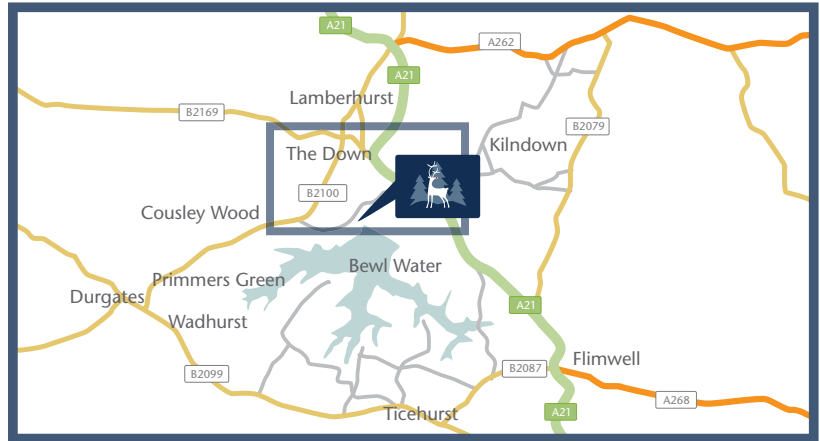 A21
A262
A21
Lamberhurst
B2169
B2079
Kilndown
The Down
B2100
Cousley Wood
Bewl Water
Primmers Green
Durgates
A21
Wadhurst
Flimwell
B2087
B2099
A268
Ticehurst
A21